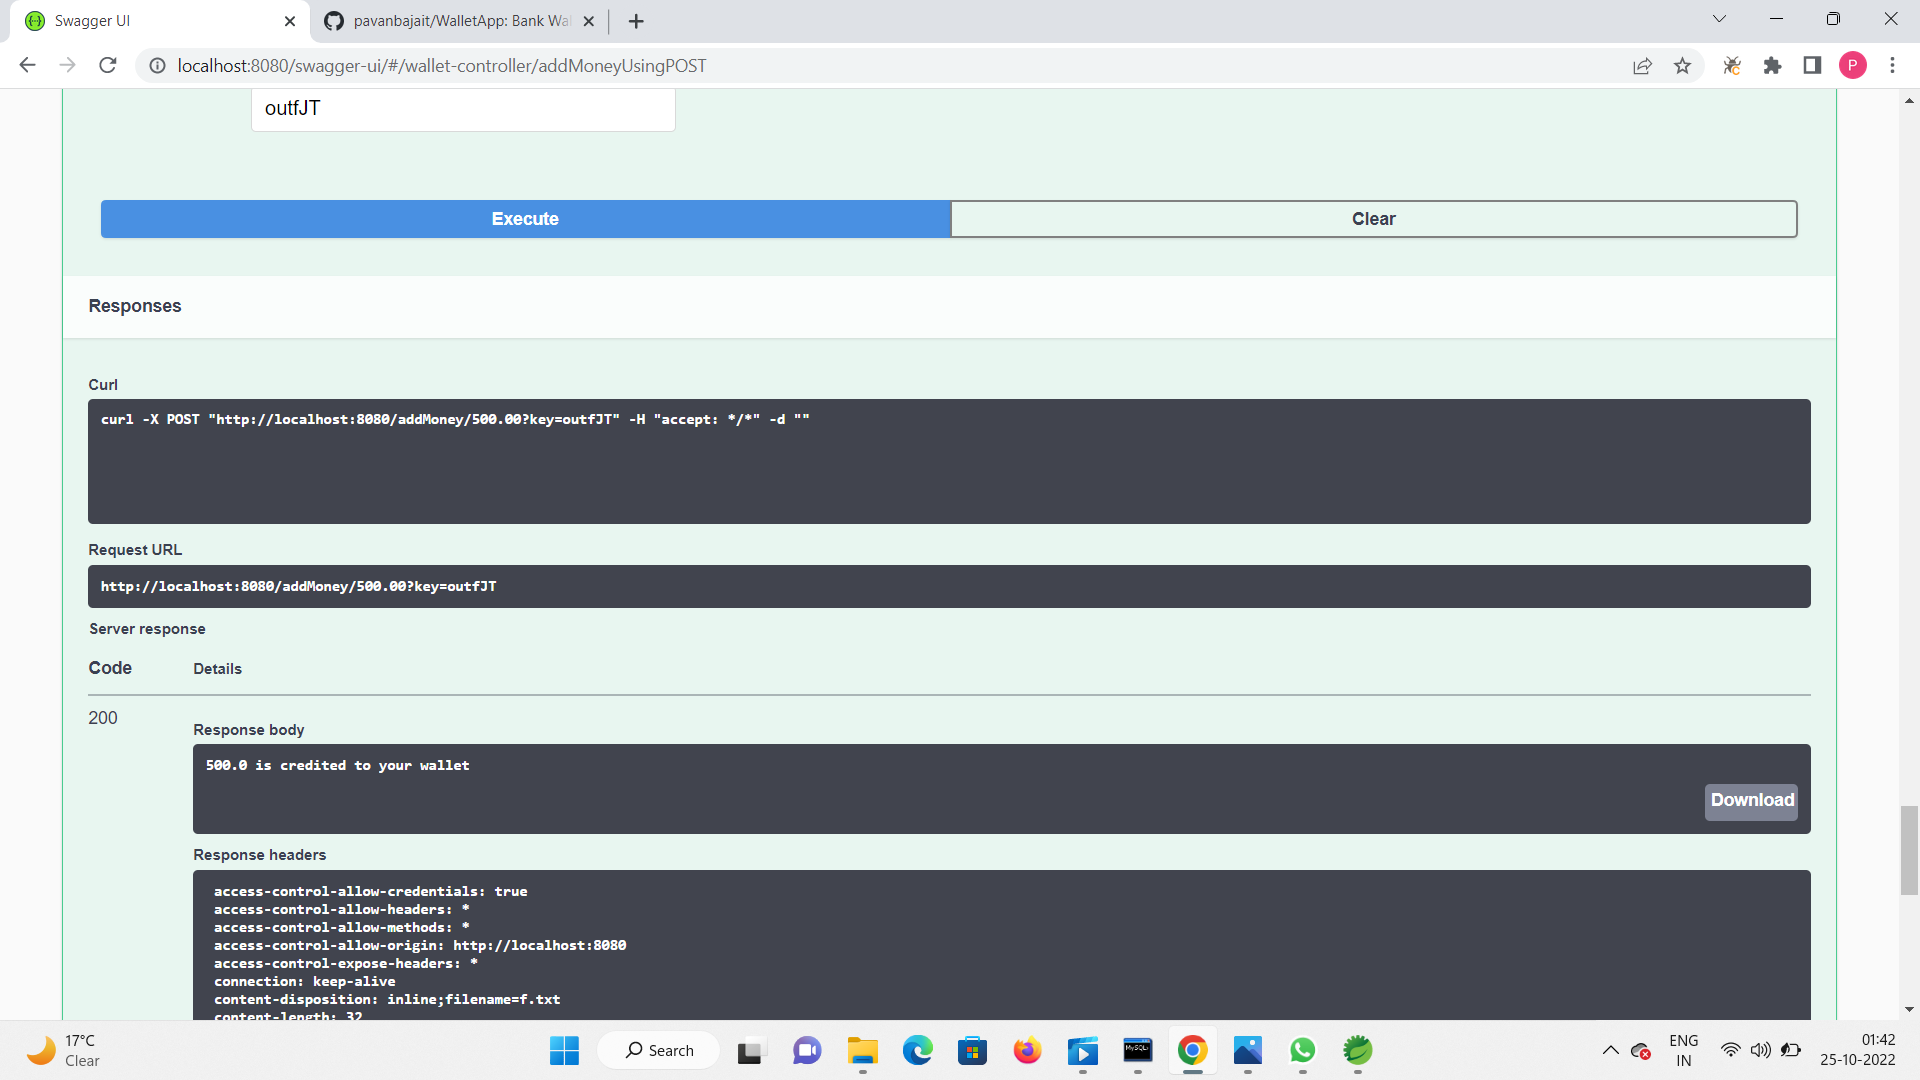 Swagger UI
pavanbajait/WalletApp: Bank Wal
localhost:8080/swagger-ui/#/wallet-controller/addMoneyUsingPOST
P
outfJT
Execute
Clear
Responses
Curl
curl -X POST "http://localhost:8080/addMoney/500.00?key=outfJT" -H "accept: */*" -d ""
Request URL
http://localhost:8080/addMoney/500.00?key=outfJT
Server response
Code
Details
200
Response body
500.0 is credited to your wallet
Download
Response headers
access-control-allow-credentials: true
access-control-allow-headers: *
access-control-allow-methods: *
access-control-allow-origin: http://localhost:8080
access-control-expose-headers: *
connection: keep-alive
content-disposition: inline;filename=f.txt
content-length: 32
17°C
Clear
Search
ENG
IN
01:42
25-10-2022